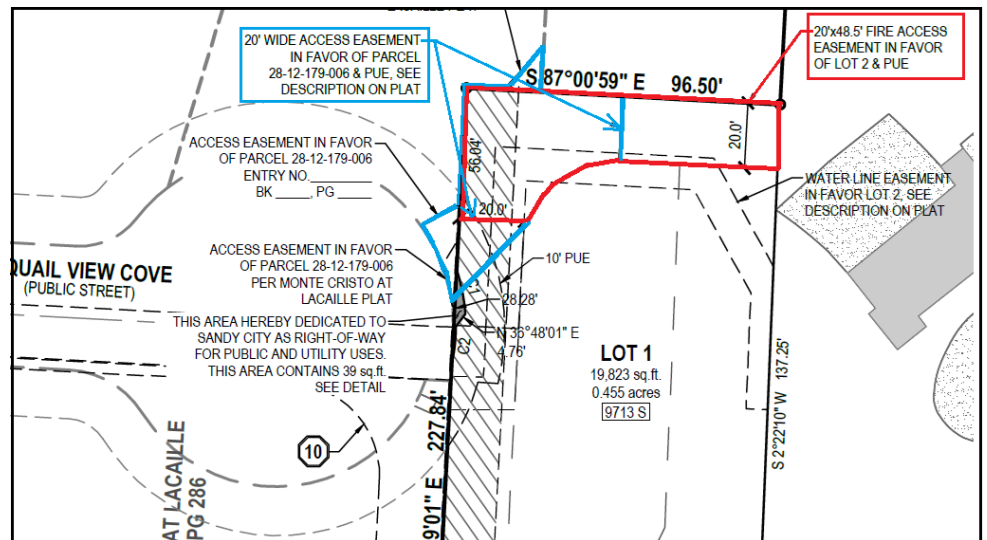 20' WIDE ACCESS EASEMENT
IN FAVOR OF PARCEL
28-12-179-006 & PUE, SEE
DESCRIPTION ON PLAT
20'x48.5' FIRE ACCESS
EASEMENT IN FAVOR
OF LOT 2 & PUE
S 87°00'59" E 96.50'
ACCESS EASEMENT IN FAVOR
OF PARCEL 28-12-179-006
ENTRY NO.______
BK _____, PG _____
56.04'
20.0'
20.0'
WATER LINE EASEMENT
IN FAVOR LOT 2, SEE
DESCRIPTION ON PLAT
ACCESS EASEMENT IN FAVOR
OF PARCEL 28-12-179-006
PER MONTE CRISTO AT
LACAILLE PLAT
10' PUE
QUAIL VIEW COVE
(PUBLIC STREET)
28.28'
THIS AREA HEREBY DEDICATED TO
SANDY CITY AS RIGHT-OF-WAY
FOR PUBLIC AND UTILITY USES.
THIS AREA CONTAINS 39 sq.ft.
SEE DETAIL
N 36°48'01" E
4.76'
C2
LOT 1
19,823 sq.ft.
0.455 acres
9713 S
S 2°22'10" W 137.25'
10
227.84'
9'01" E
AT LACAILLE
PG 286